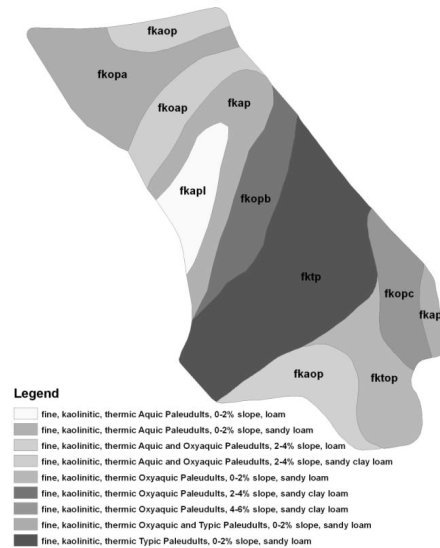 fkaop
fkopa
fkoap
fkap
fkapl
fkopb
fktp
fkopc
fkap
fkaop
fktop
Legend
fine, kaolinitic, thermic Aquic Paleudults, 0-2% slope, loam
fine, kaolinitic, thermic Aquic Paleudults, 0-2% slope, sandy loam
fine, kaolinitic, thermic Aquic and Oxyaquic Paleudults, 2-4% slope, loam
fine, kaolinitic, thermic Aquic and Oxyaquic Paleudults, 2-4% slope, sandy clay loam
fine, kaolinitic, thermic Oxyaquic Paleudults, 0-2% slope, sandy loam
fine, kaolinitic, thermic Oxyaquic Paleudults, 2-4% slope, sandy clay loam
fine, kaolinitic, thermic Oxyaquic Paleudults, 4-6% slope, sandy clay loam
fine, kaolinitic, thermic Oxyaquic and Typic Paleudults, 0-2% slope, sandy loam
fine, kaolinitic, thermic Typic Paleudults, 0-2% slope, sandy loam